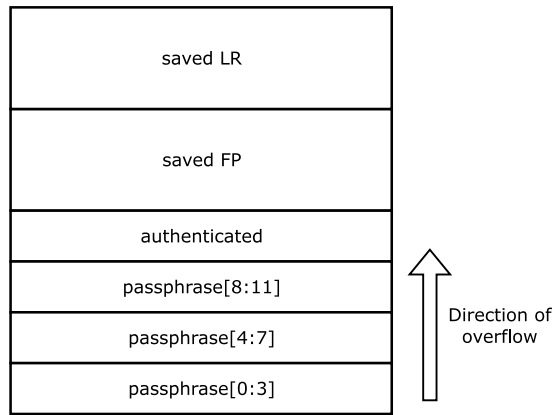 saved LR
saved FP
authenticated
passphrase[8:11]
passphrase[4:7]
passphrase[0:3]
Direction of
overflow